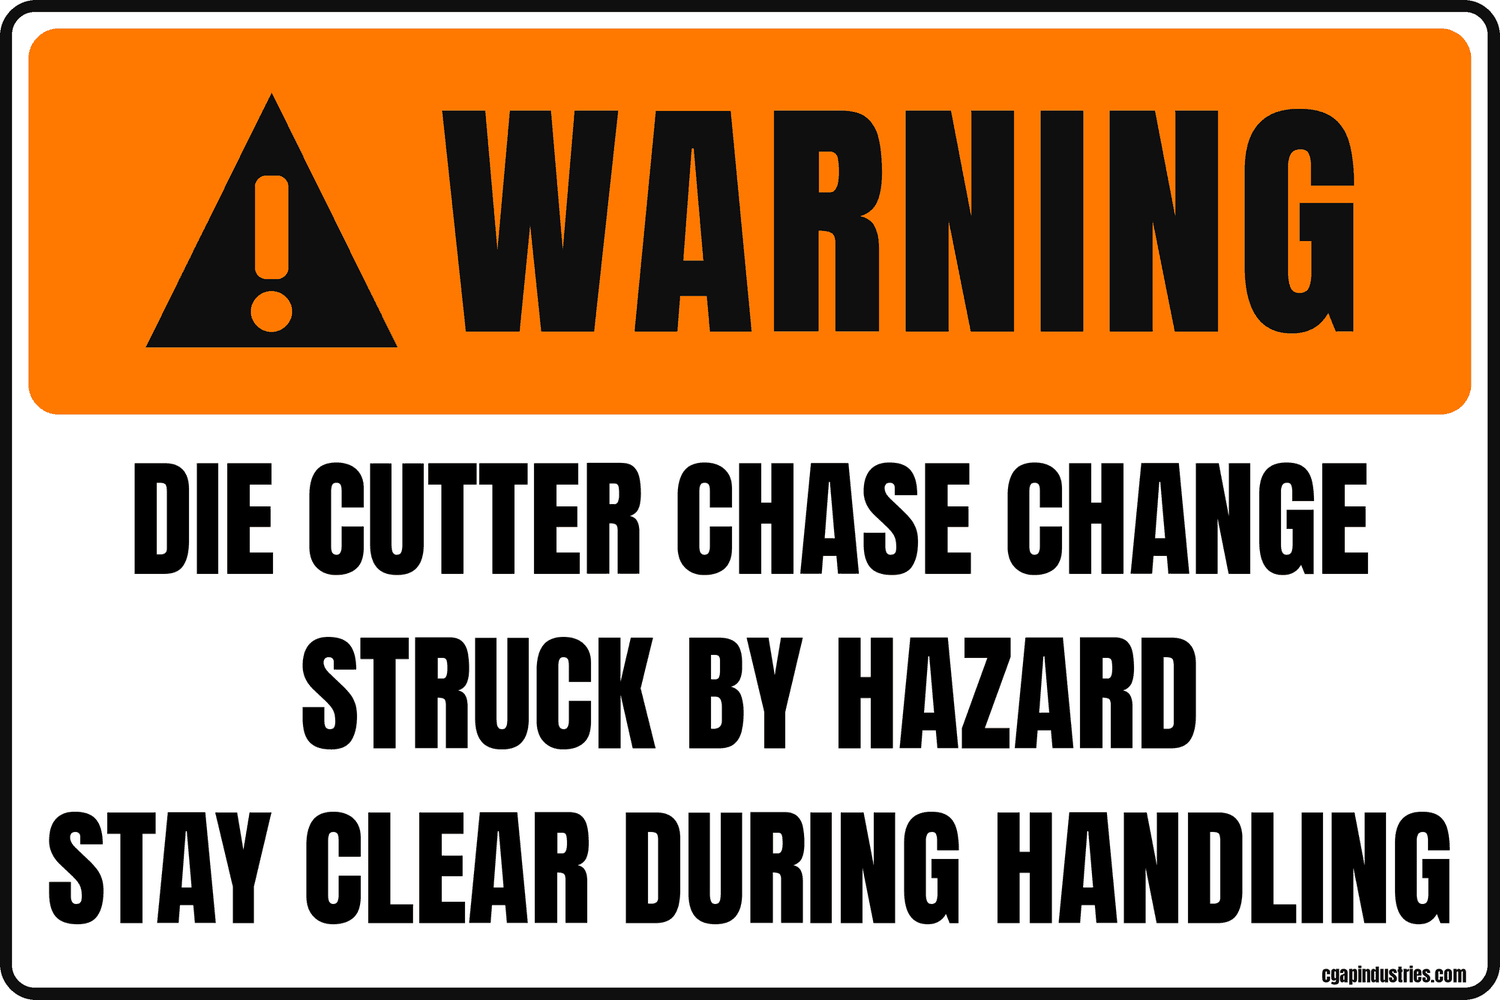 WARNING
DIE CUTTER CHASE CHANGE
STRUCK BY HAZARD
STAY CLEAR DURING HANDLING
cgapindustries.com